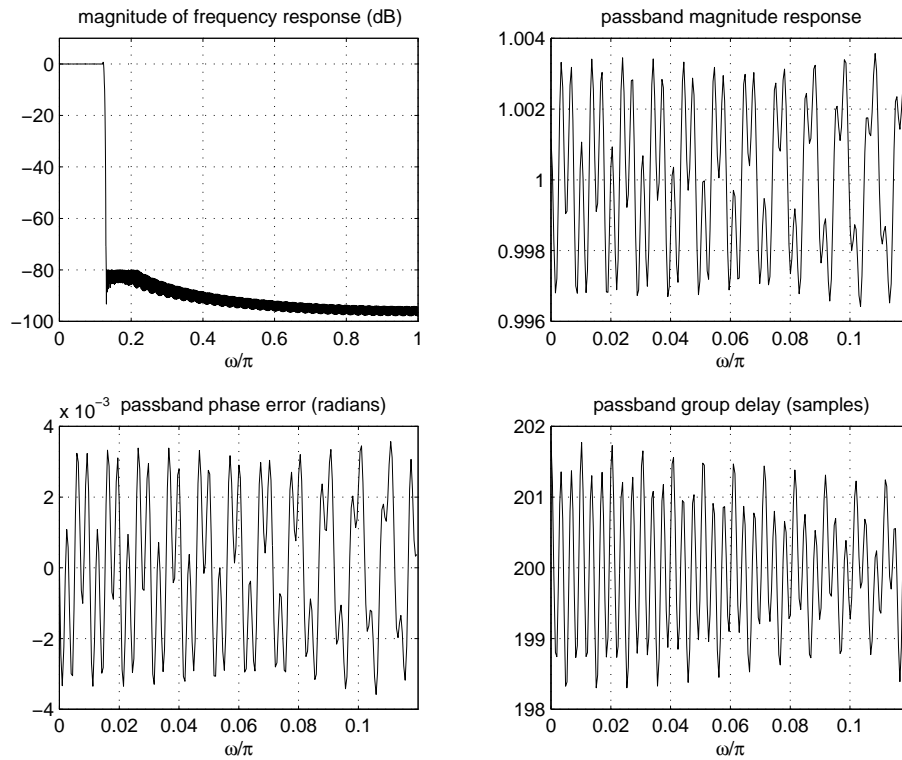 magnitude of frequency response (dB)
0
−20
−40
−60
−80
−100
0 0.2 0.4 0.6 0.8 1
ω/π
passband magnitude response
1.004
1.002
1
0.998
0.996
0 0.02 0.04 0.06 0.08 0.1
ω/π
x 10⁻³ passband phase error (radians)
4
2
0
−2
−4
0 0.02 0.04 0.06 0.08 0.1
ω/π
passband group delay (samples)
202
201
200
199
198
0 0.02 0.04 0.06 0.08 0.1
ω/π